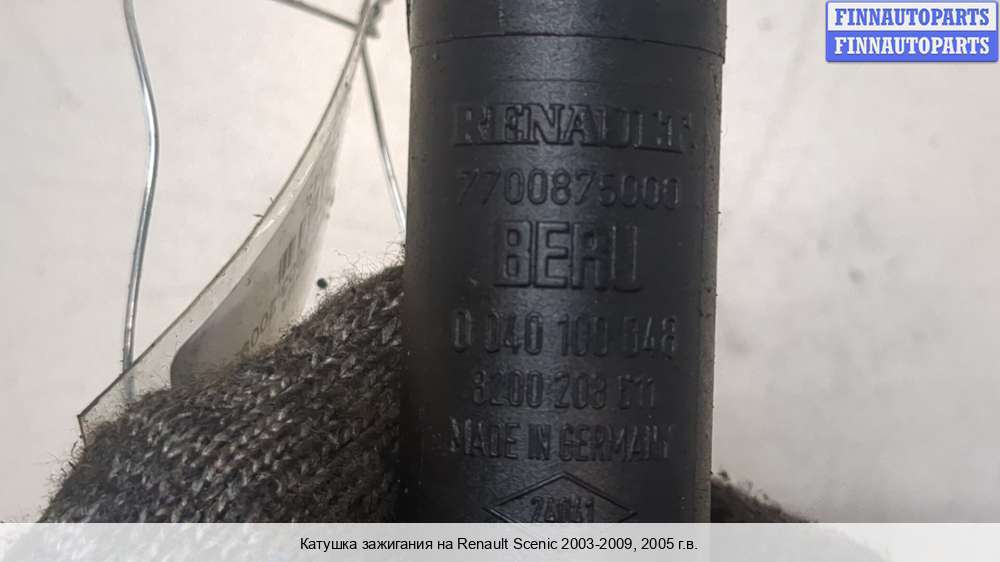 FINNAUTOPARTS
FINNAUTOPARTS
RENAULT
7700875000
BERU
0 040 100 048
8200 208 611
MADE IN GERMANY
Катушка зажигания на Renault Scenic 2003-2009, 2005 г.в.